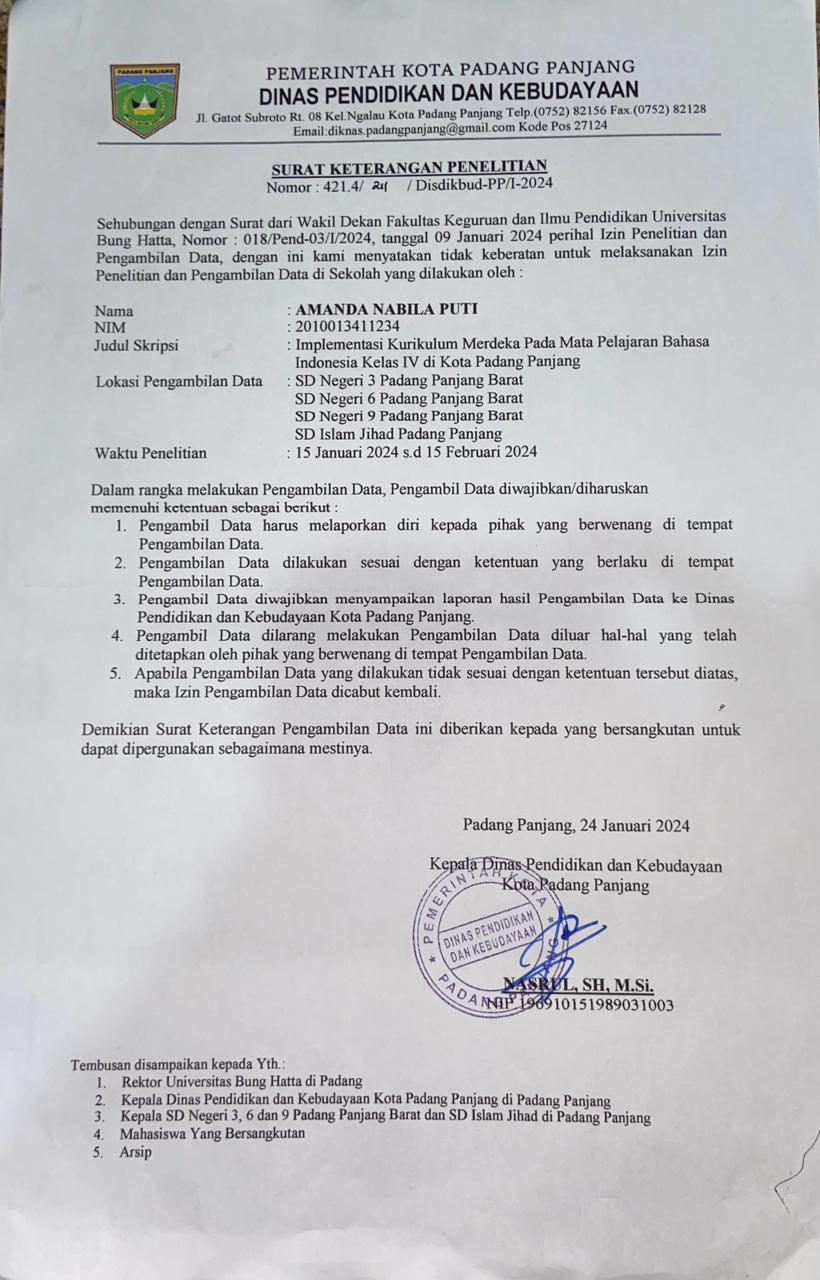 PADANG PANJANG
PEMERINTAH KOTA PADANG PANJANG
DINAS PENDIDIKAN DAN KEBUDAYAAN
Jl. Gatot Subroto Rt. 08 Kel.Ngalau Kota Padang Panjang Telp.(0752) 82156 Fax.(0752) 82128
Email:diknas.padangpanjang@gmail.com Kode Pos 27124
SURAT KETERANGAN PENELITIAN
Nomor : 421.4/ 24 / Disdikbud-PP/I-2024
Sehubungan dengan Surat dari Wakil Dekan Fakultas Keguruan dan Ilmu Pendidikan Universitas
Bung Hatta, Nomor : 018/Pend-03/I/2024, tanggal 09 Januari 2024 perihal Izin Penelitian dan
Pengambilan Data, dengan ini kami menyatakan tidak keberatan untuk melaksanakan Izin
Penelitian dan Pengambilan Data di Sekolah yang dilakukan oleh :
Nama : AMANDA NABILA PUTI
NIM : 2010013411234
Judul Skripsi : Implementasi Kurikulum Merdeka Pada Mata Pelajaran Bahasa
Indonesia Kelas IV di Kota Padang Panjang
Lokasi Pengambilan Data : SD Negeri 3 Padang Panjang Barat
SD Negeri 6 Padang Panjang Barat
SD Negeri 9 Padang Panjang Barat
SD Islam Jihad Padang Panjang
Waktu Penelitian : 15 Januari 2024 s.d 15 Februari 2024
Dalam rangka melakukan Pengambilan Data, Pengambil Data diwajibkan/diharuskan
memenuhi ketentuan sebagai berikut :
1. Pengambil Data harus melaporkan diri kepada pihak yang berwenang di tempat
Pengambilan Data.
2. Pengambilan Data dilakukan sesuai dengan ketentuan yang berlaku di tempat
Pengambilan Data.
3. Pengambil Data diwajibkan menyampaikan laporan hasil Pengambilan Data ke Dinas
Pendidikan dan Kebudayaan Kota Padang Panjang.
4. Pengambil Data dilarang melakukan Pengambilan Data diluar hal-hal yang telah
ditetapkan oleh pihak yang berwenang di tempat Pengambilan Data.
5. Apabila Pengambilan Data yang dilakukan tidak sesuai dengan ketentuan tersebut diatas,
maka Izin Pengambilan Data dicabut kembali.
Demikian Surat Keterangan Pengambilan Data ini diberikan kepada yang bersangkutan untuk
dapat dipergunakan sebagaimana mestinya.
Padang Panjang, 24 Januari 2024
Kepala Dinas Pendidikan dan Kebudayaan
Kota Padang Panjang
PEMERINTAH KOTA
DINAS PENDIDIKAN
DAN KEBUDAYAAN
PADANG PANJANG
NASRUL, SH, M.Si.
NIP.196910151989031003
Tembusan disampaikan kepada Yth.:
1. Rektor Universitas Bung Hatta di Padang
2. Kepala Dinas Pendidikan dan Kebudayaan Kota Padang Panjang di Padang Panjang
3. Kepala SD Negeri 3, 6 dan 9 Padang Panjang Barat dan SD Islam Jihad di Padang Panjang
4. Mahasiswa Yang Bersangkutan
5. Arsip